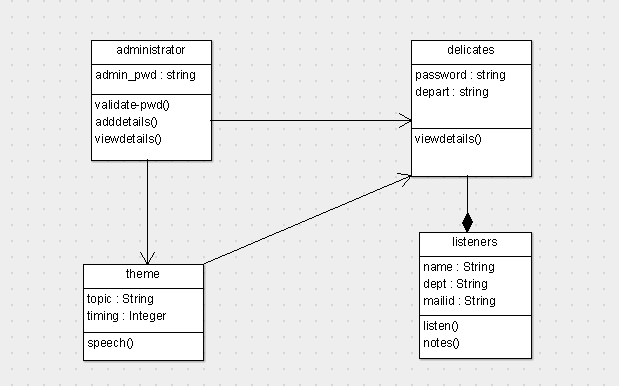 administrator
admin_pwd : string
validate-pwd()
adddetails()
viewdetails()
delicates
password : string
depart : string
viewdetails()
theme
topic : String
timing : Integer
speech()
listeners
name : String
dept : String
mailid : String
listen()
notes()